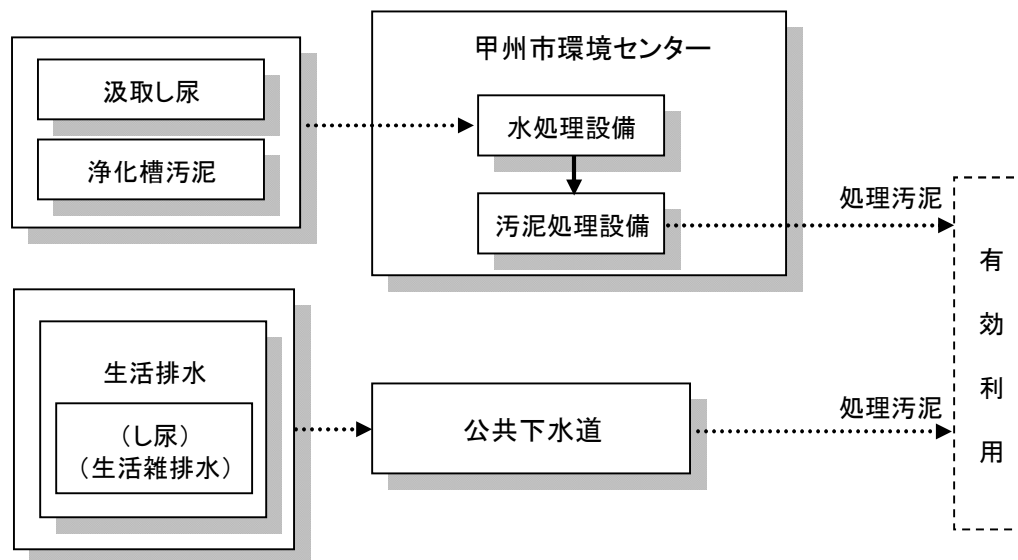 甲州市環境センター
汲取し尿
浄化槽汚泥
水処理設備
汚泥処理設備
処理汚泥
生活排水
（し尿）
（生活雑排水）
公共下水道
処理汚泥
有
効
利
用